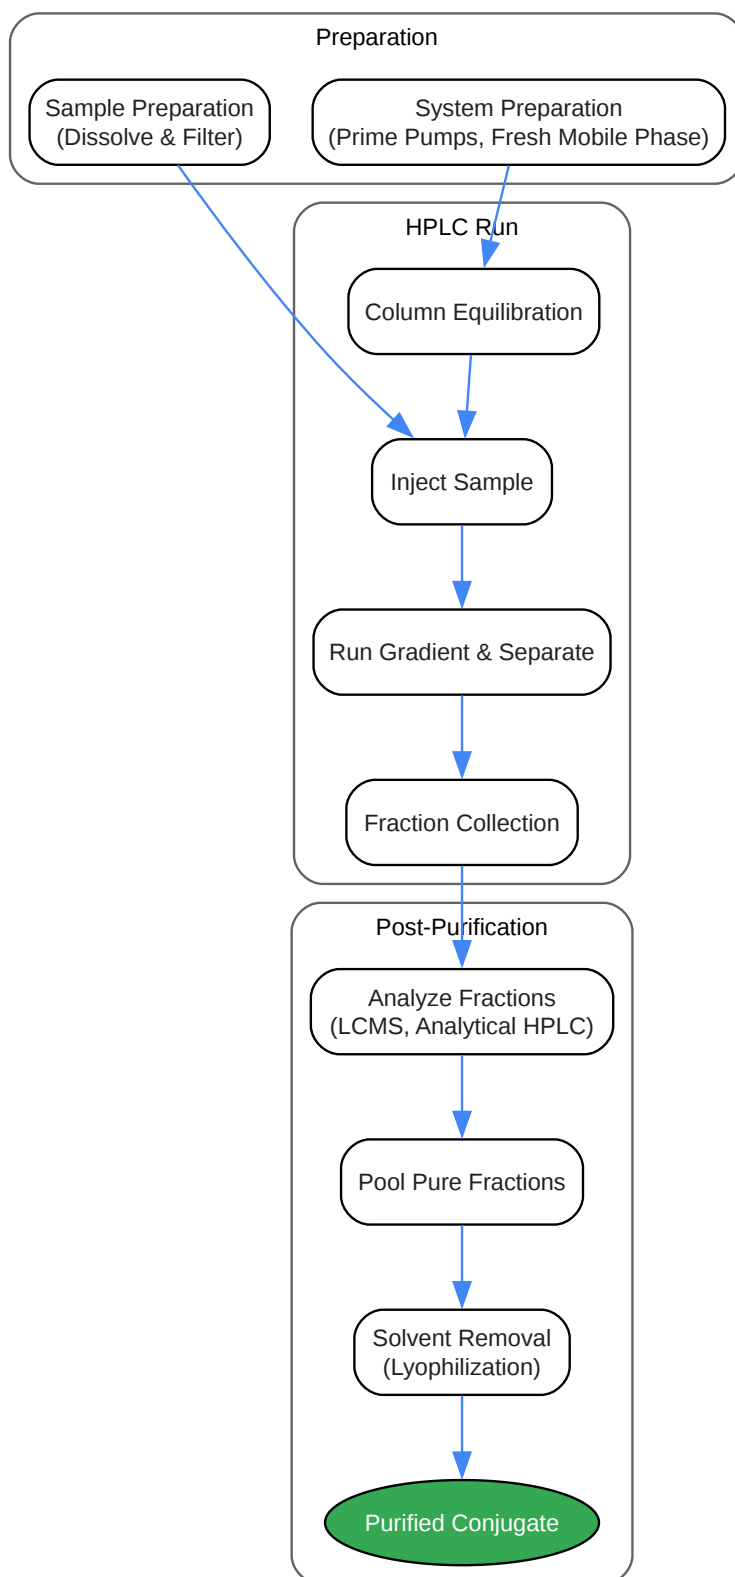 Preparation
Sample Preparation
(Dissolve & Filter)
System Preparation
(Prime Pumps, Fresh Mobile Phase)
HPLC Run
Column Equilibration
Inject Sample
Run Gradient & Separate
Fraction Collection
Post-Purification
Analyze Fractions
(LCMS, Analytical HPLC)
Pool Pure Fractions
Solvent Removal
(Lyophilization)
Purified Conjugate